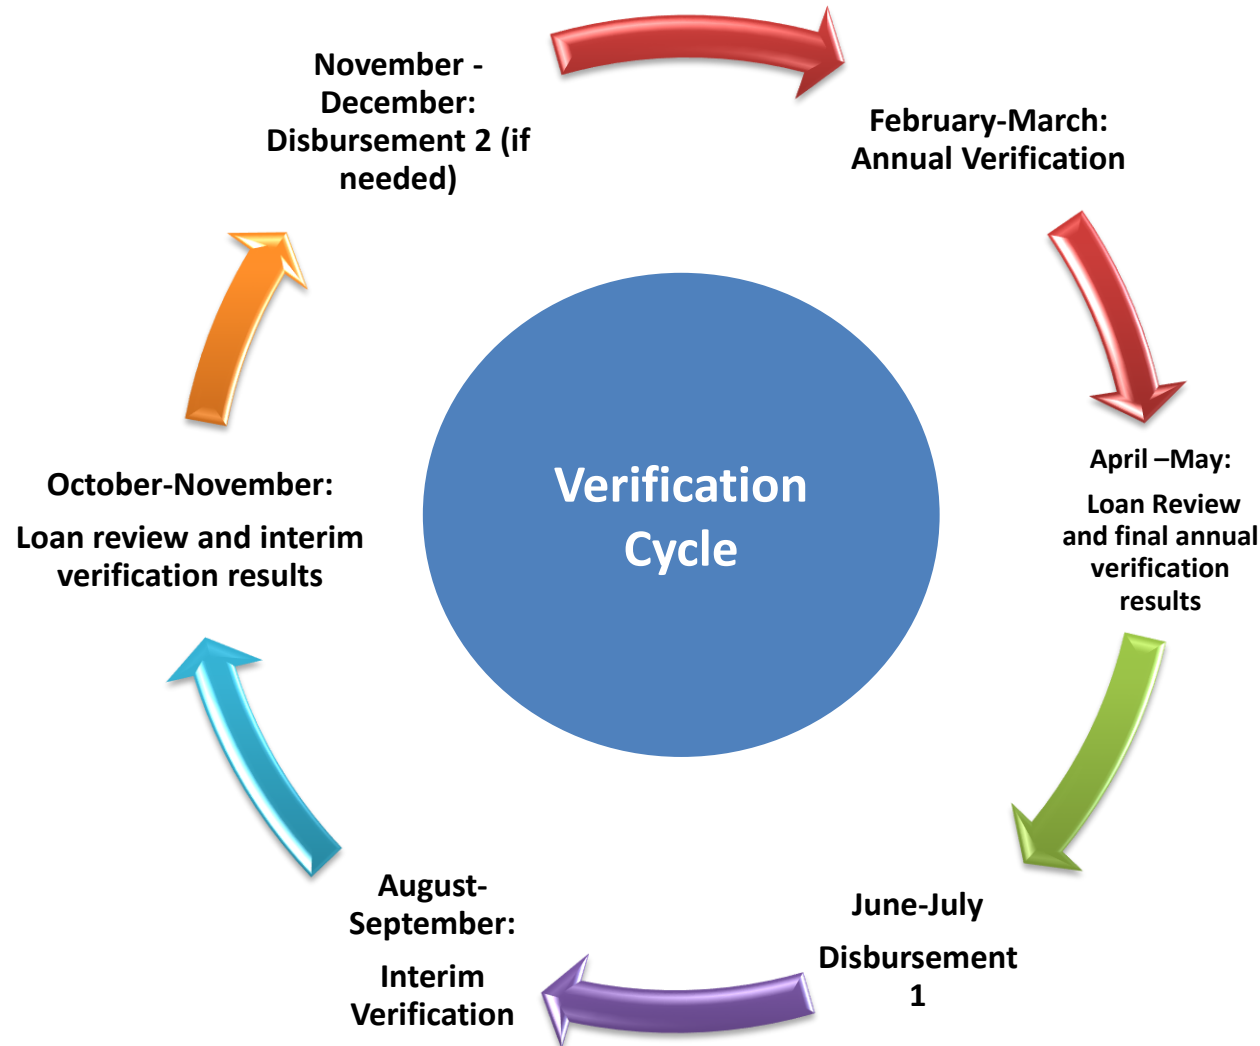 November -
December:
Disbursement 2 (if
needed)
February-March:
Annual Verification
April –May:
Loan Review
and final annual
verification
results
June-July
Disbursement
1
August-
September:
Interim
Verification
October-November:
Loan review and interim
verification results
Verification
Cycle